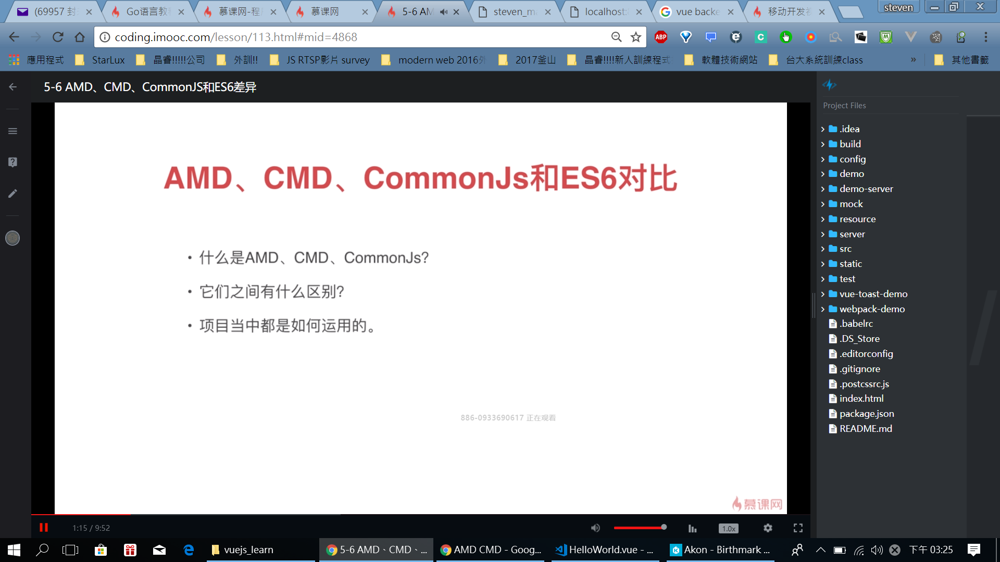 (69957 封
Go语言教
慕课网-程
慕课网
5-6 AM
steven_m
localhost:
vue backe
移动开发
steven
coding.imooc.com/lesson/113.html#mid=4868
ABP
應用程式
StarLux
晶睿!!!!!公司
外訓!!
JS RTSP影片 survey
modern web 2016外
2017釜山
晶睿!!!!新人訓練程式
軟體技術網站
台大系統訓練class
»
其他書籤
5-6 AMD、CMD、CommonJS和ES6差异
AMD、CMD、CommonJs和ES6对比
• 什么是AMD、CMD、CommonJs?
• 它们之间有什么区别?
• 项目当中都是如何运用的。
886-0933690617 正在观看
慕课网
1:15 / 9:52
1.0x
Project Files
.idea
build
config
demo
demo-server
mock
resource
server
src
static
test
vue-toast-demo
webpack-demo
.babelrc
.DS_Store
.editorconfig
.gitignore
.postcssrc.js
index.html
package.json
README.md
vuejs_learn
5-6 AMD、CMD、...
AMD CMD - Goog...
HelloWorld.vue - ...
Akon - Birthmark ...
下午 03:25